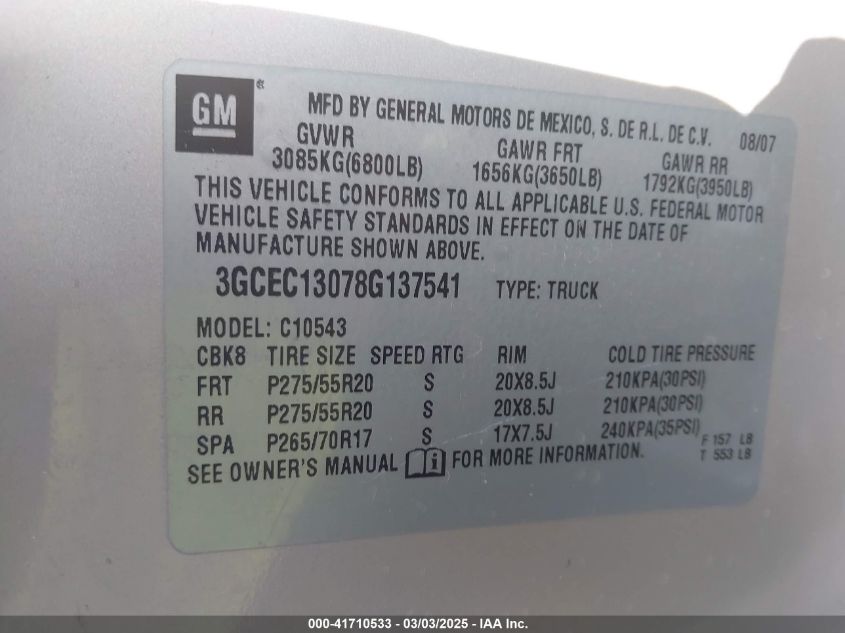 GM
MFD BY GENERAL MOTORS DE MEXICO, S. DE R.L. DE C.V. 08/07
GVWR GAWR FRT GAWR RR
3085KG(6800LB) 1656KG(3650LB) 1792KG(3950LB)
THIS VEHICLE CONFORMS TO ALL APPLICABLE U.S. FEDERAL MOTOR
VEHICLE SAFETY STANDARDS IN EFFECT ON THE DATE OF
MANUFACTURE SHOWN ABOVE.
3GCEC13078G137541 TYPE: TRUCK
MODEL: C10543
CBK8 TIRE SIZE SPEED RTG RIM COLD TIRE PRESSURE
FRT P275/55R20 S 20X8.5J 210KPA(30PSI)
RR P275/55R20 S 20X8.5J 210KPA(30PSI)
SPA P265/70R17 S 17X7.5J 240KPA(35PSI)
F 157 LB
T 553 LB
SEE OWNER'S MANUAL i FOR MORE INFORMATION.
000-41710533 - 03/03/2025 - IAA Inc.